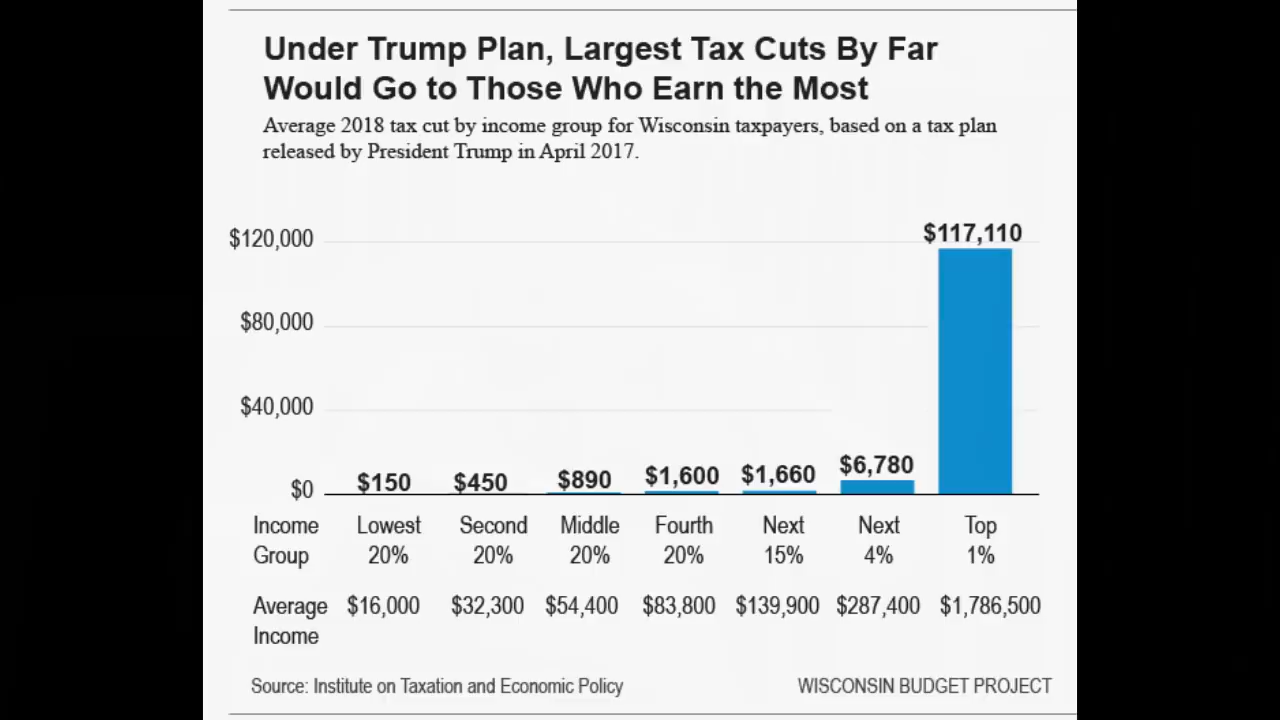 Under Trump Plan, Largest Tax Cuts By Far
Would Go to Those Who Earn the Most
Average 2018 tax cut by income group for Wisconsin taxpayers, based on a tax plan
released by President Trump in April 2017.
$120,000
$80,000
$40,000
$0
$150 $450 $890 $1,600 $1,660 $6,780 $117,110
Income Lowest Second Middle Fourth Next Next Top
Group 20% 20% 20% 20% 15% 4% 1%
Average $16,000 $32,300 $54,400 $83,800 $139,900 $287,400 $1,786,500
Income
Source: Institute on Taxation and Economic Policy WISCONSIN BUDGET PROJECT